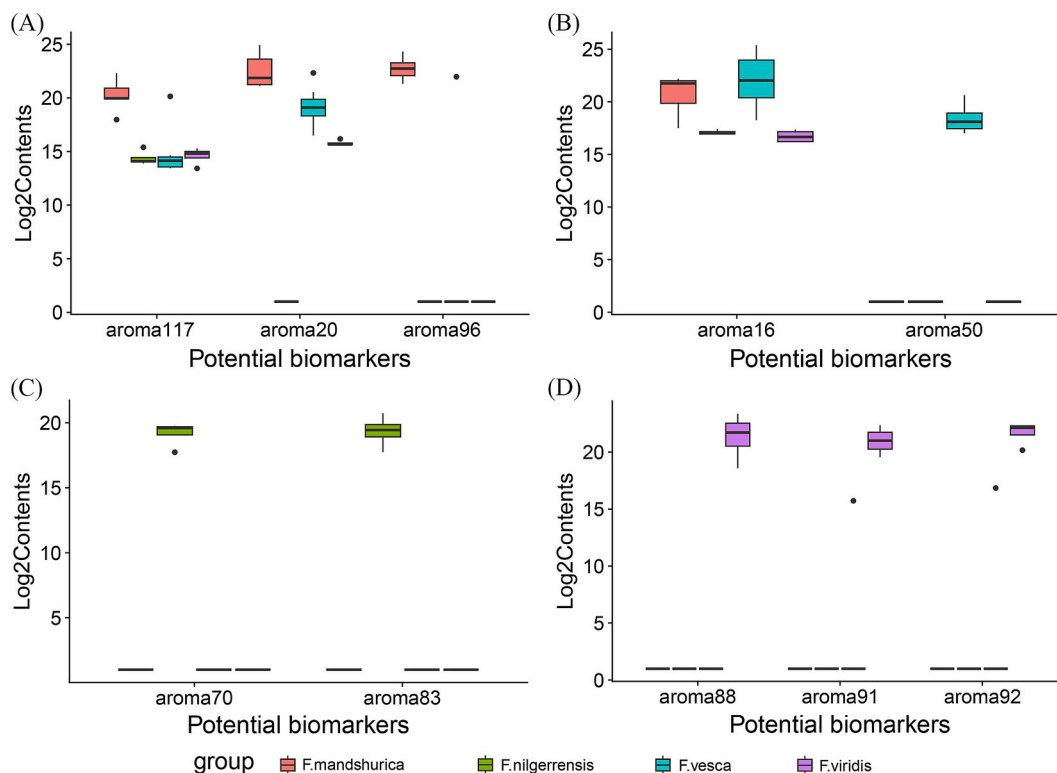 (A)
Log2Contents
25
20
15
10
5
0
aroma117 aroma20 aroma96
Potential biomarkers
(B)
Log2Contents
25
20
15
10
5
0
aroma16 aroma50
Potential biomarkers
(C)
Log2Contents
20
15
10
5
aroma70 aroma83
Potential biomarkers
(D)
Log2Contents
20
15
10
5
0
aroma88 aroma91 aroma92
Potential biomarkers
group F.mandshurica F.nilgerrensis F.vesca F.viridis